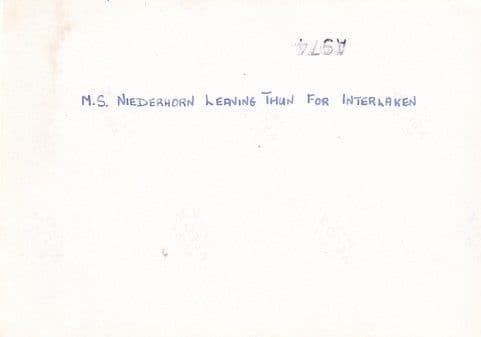 M.S. NIEDERHORN LEAVING THUN FOR INTERLAKEN